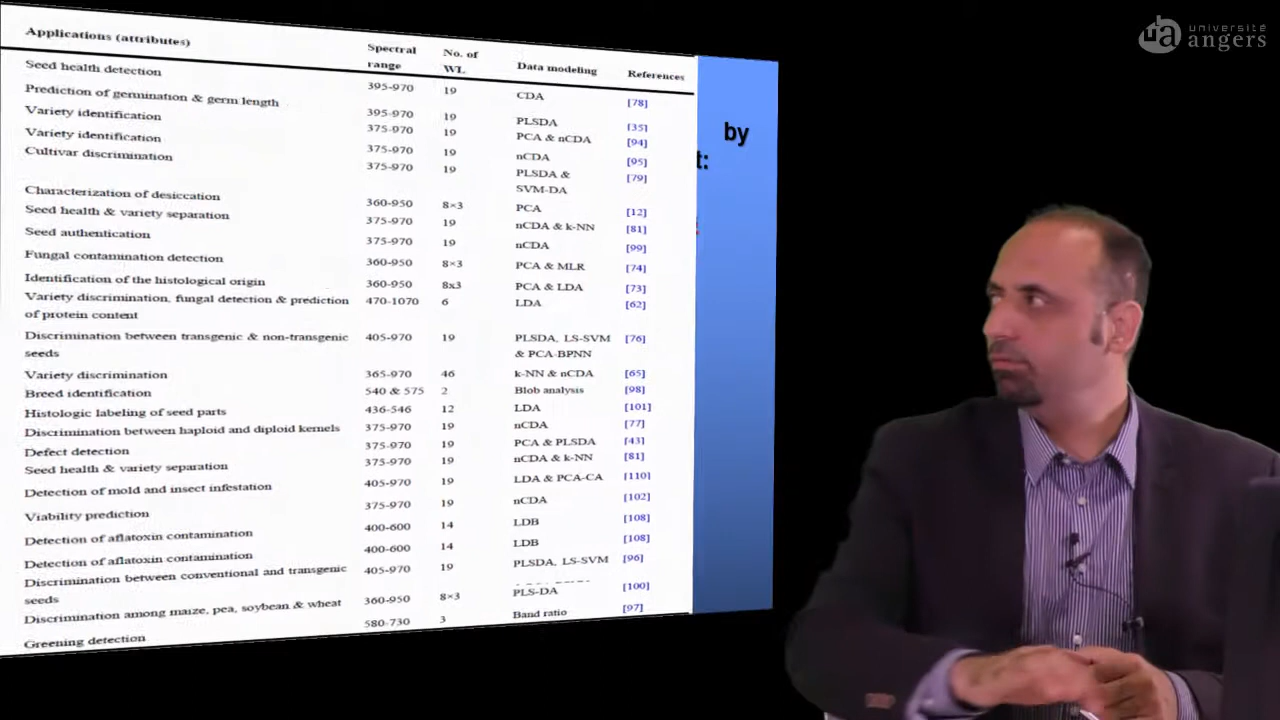 université
angers
Applications (attributes) Spectral range No. of WL Data modeling References
Seed health detection 395-970 19 CDA [78]
Prediction of germination & germ length 395-970 19 PLSDA [35]
Variety identification 375-970 19 PCA & nCDA [94]
Variety identification 375-970 19 nCDA [95]
Cultivar discrimination 375-970 19 PLSDA & SVM-DA [79]
Characterization of desiccation 360-950 8×3 PCA [12]
Seed health & variety separation 375-970 19 nCDA & k-NN [81]
Seed authentication 375-970 19 nCDA [99]
Fungal contamination detection 360-950 8×3 PCA & MLR [74]
Identification of the histological origin 360-950 8x3 PCA & LDA [73]
Variety discrimination, fungal detection & prediction 470-1070 6 LDA [62]
of protein content
Discrimination between transgenic & non-transgenic 405-970 19 PLSDA, LS-SVM [76]
seeds & PCA-BPNN
Variety discrimination 365-970 46 k-NN & nCDA [65]
Breed identification 540 & 575 2 Blob analysis [98]
Histologic labeling of seed parts 436-546 12 LDA [101]
Discrimination between haploid and diploid kernels 375-970 19 nCDA [77]
Defect detection 375-970 19 PCA & PLSDA [43]
Seed health & variety separation 375-970 19 nCDA & k-NN [81]
Detection of mold and insect infestation 405-970 19 LDA & PCA-CA [110]
Viability prediction 375-970 19 nCDA [102]
Detection of aflatoxin contamination 400-600 14 LDB [108]
Detection of aflatoxin contamination 400-600 14 LDB [108]
Discrimination between conventional and transgenic 405-970 19 PLSDA, LS-SVM [96]
seeds
Discrimination among maize, pea, soybean & wheat 360-950 8×3 PLS-DA [100]
Greening detection 580-730 3 Band ratio [97]
by
t: